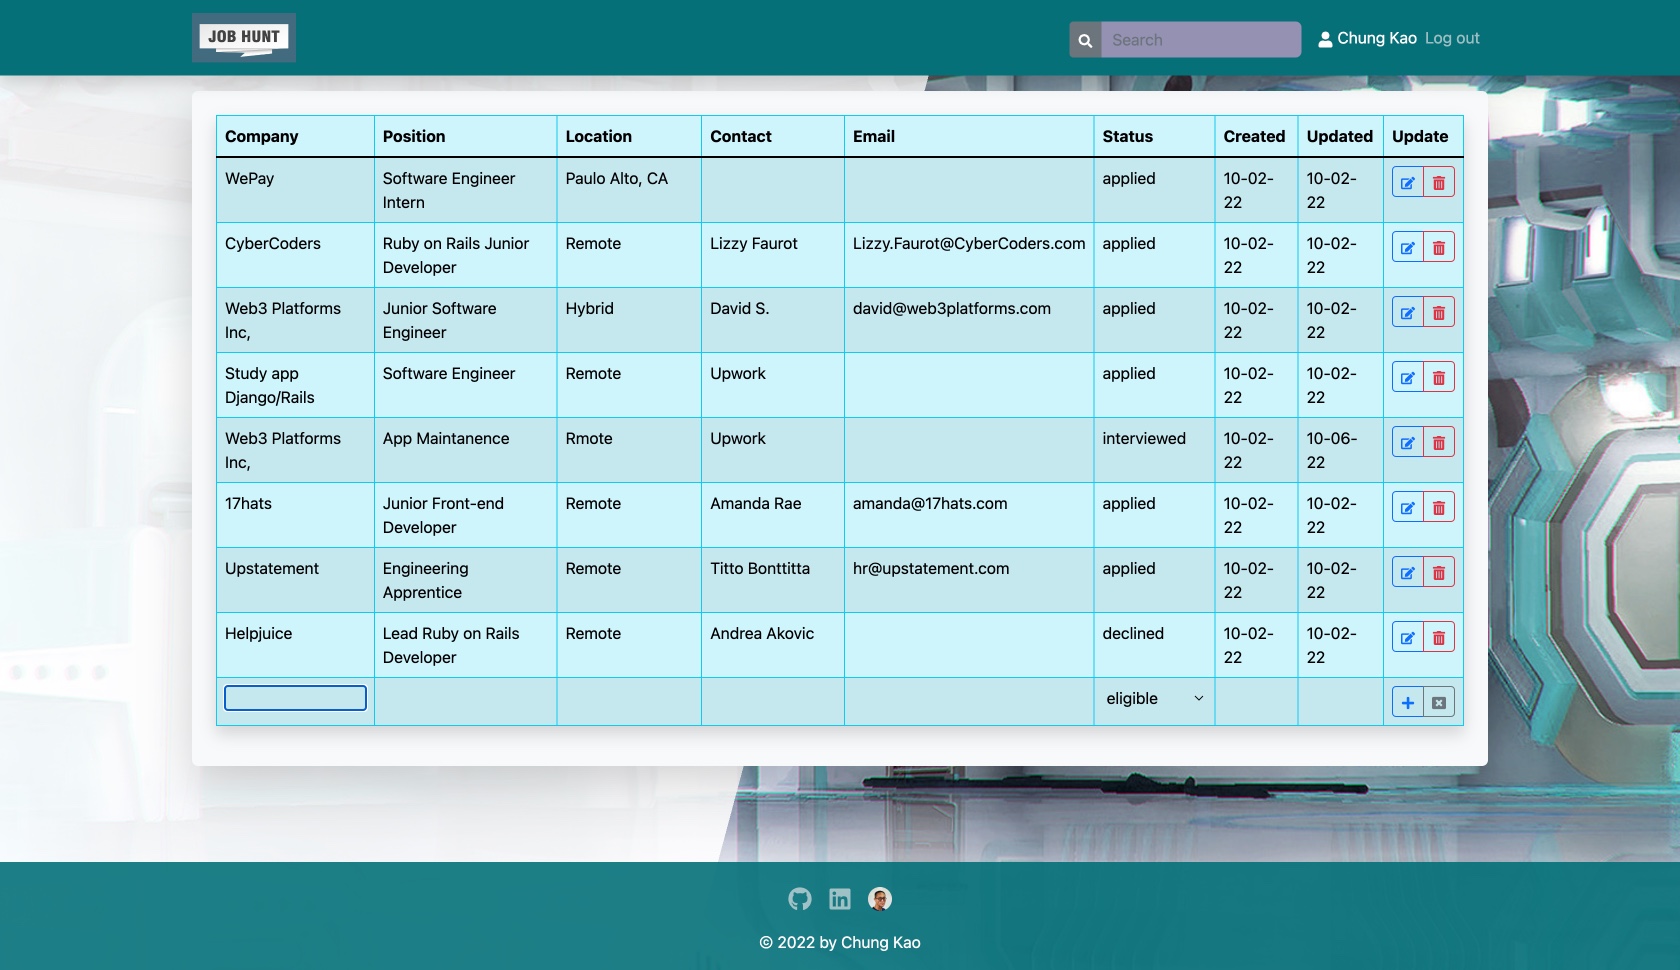 JOB HUNT
Search
Chung Kao Log out
Company Position Location Contact Email Status Created Updated Update
WePay Software Engineer Paulo Alto, CA applied 10-02- 10-02-
Intern 22 22
CyberCoders Ruby on Rails Junior Remote Lizzy Faurot Lizzy.Faurot@CyberCoders.com applied 10-02- 10-02-
Developer 22 22
Web3 Platforms Junior Software Hybrid David S. david@web3platforms.com applied 10-02- 10-02-
Inc, Engineer 22 22
Study app Software Engineer Remote Upwork applied 10-02- 10-02-
Django/Rails 22 22
Web3 Platforms App Maintanence Rmote Upwork interviewed 10-02- 10-06-
Inc, 22 22
17hats Junior Front-end Remote Amanda Rae amanda@17hats.com applied 10-02- 10-02-
Developer 22 22
Upstatement Engineering Remote Titto Bonttitta hr@upstatement.com applied 10-02- 10-02-
Apprentice 22 22
Helpjuice Lead Ruby on Rails Remote Andrea Akovic declined 10-02- 10-02-
Developer 22 22
eligible
© 2022 by Chung Kao